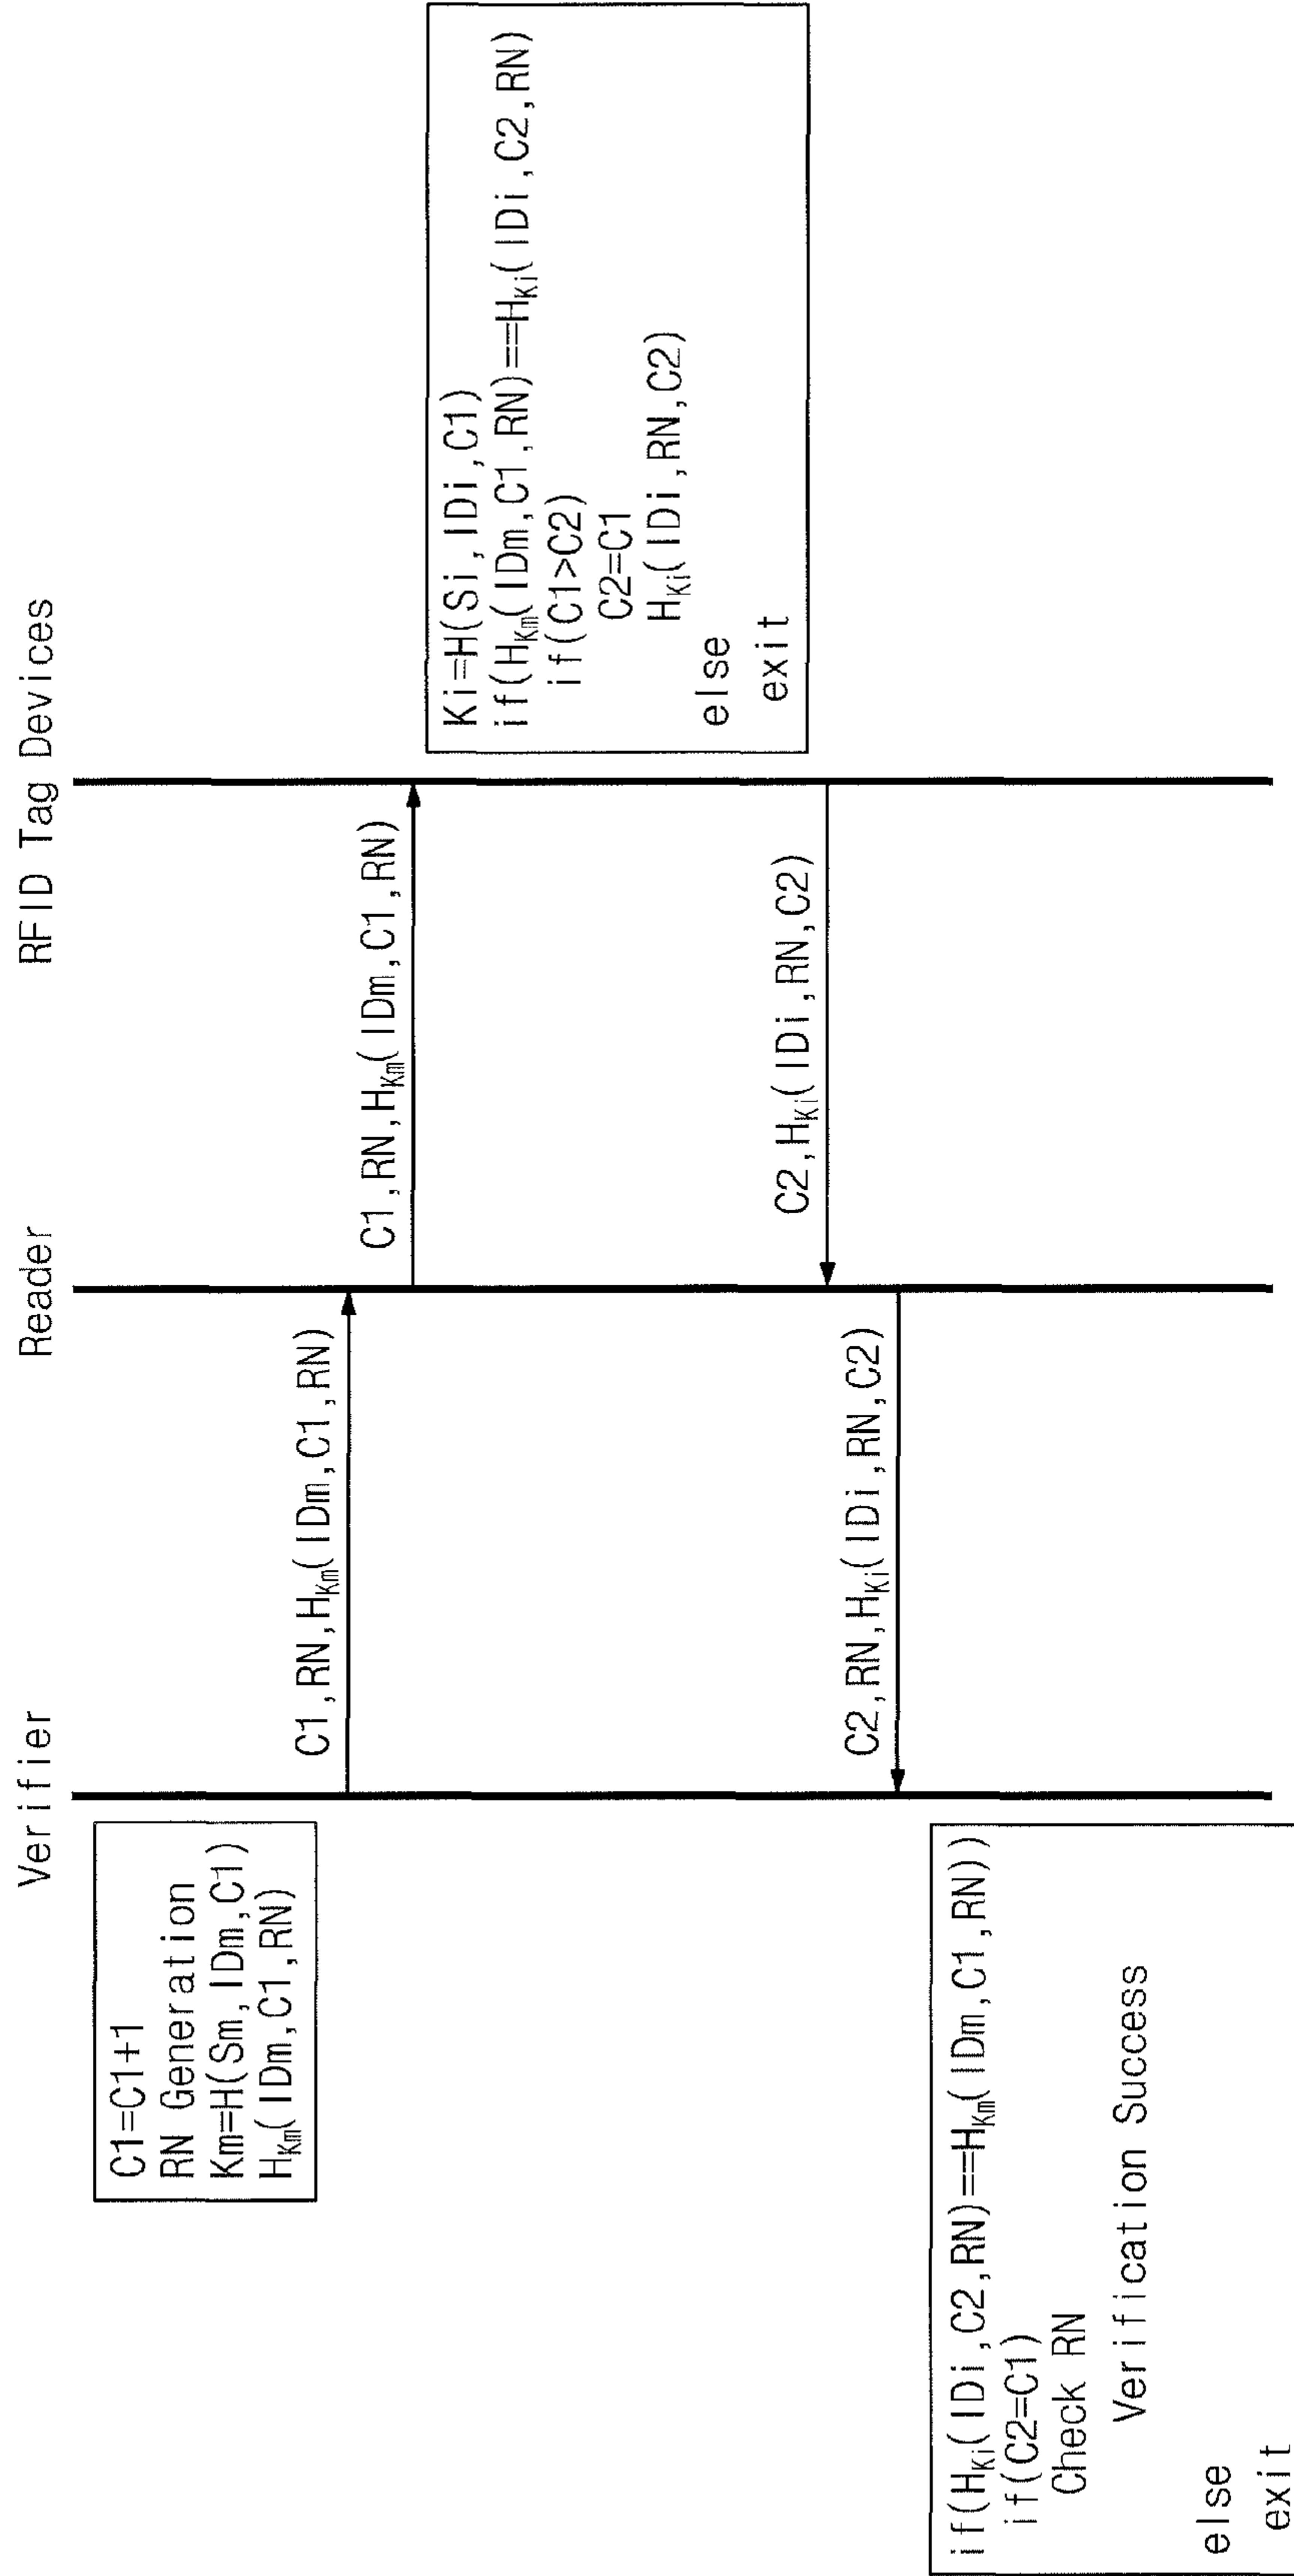 Verifier
Reader
RFID Tag Devices
C1=C1+1
RN Generation
Km=H(Sm,IDm,C1)
HKm(IDm,C1,RN)
C1,RN,HKm(IDm,C1,RN)
C1,RN,HKm(IDm,C1,RN)
Ki=H(Si,IDi,C1)
if(HKm(IDm,C1,RN)==HKi(IDi,C2,RN)
if(C1>C2)
C2=C1
HKi(IDi,RN,C2)
else
exit
C2,HKi(IDi,RN,C2)
C2,RN,HKi(IDi,RN,C2)
if(HKi(IDi,C2,RN)==HKm(IDm,C1,RN))
if(C2=C1)
Check RN
Verification Success
else
exit